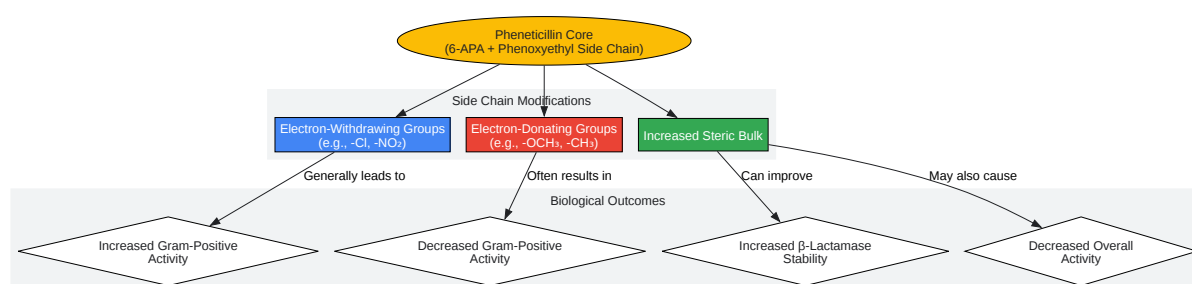 Pheneticillin Core
(6-APA + Phenoxyethyl Side Chain)
Side Chain Modifications
Electron-Withdrawing Groups
(e.g., -Cl, -NO₂)
Electron-Donating Groups
(e.g., -OCH₃, -CH₃)
Increased Steric Bulk
Generally leads to
Often results in
Can improve
May also cause
Biological Outcomes
Increased Gram-Positive
Activity
Decreased Gram-Positive
Activity
Increased β-Lactamase
Stability
Decreased Overall
Activity